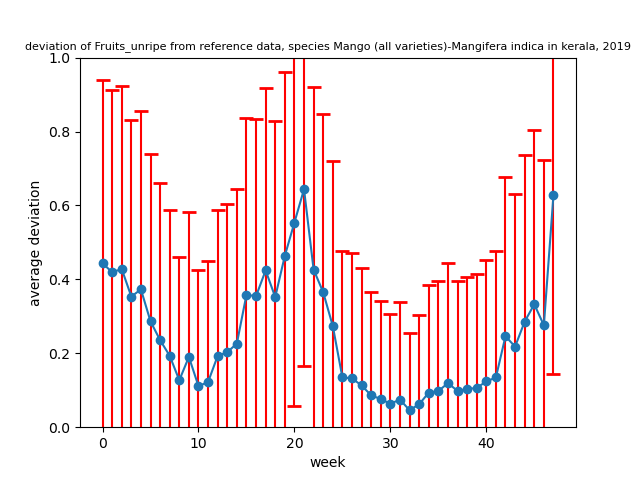 deviation of Fruits_unripe from reference data, species Mango (all varieties)-Mangifera indica in kerala, 2019
1.0
0.8
0.6
0.4
0.2
0.0
average deviation
0 10 20 30 40
week